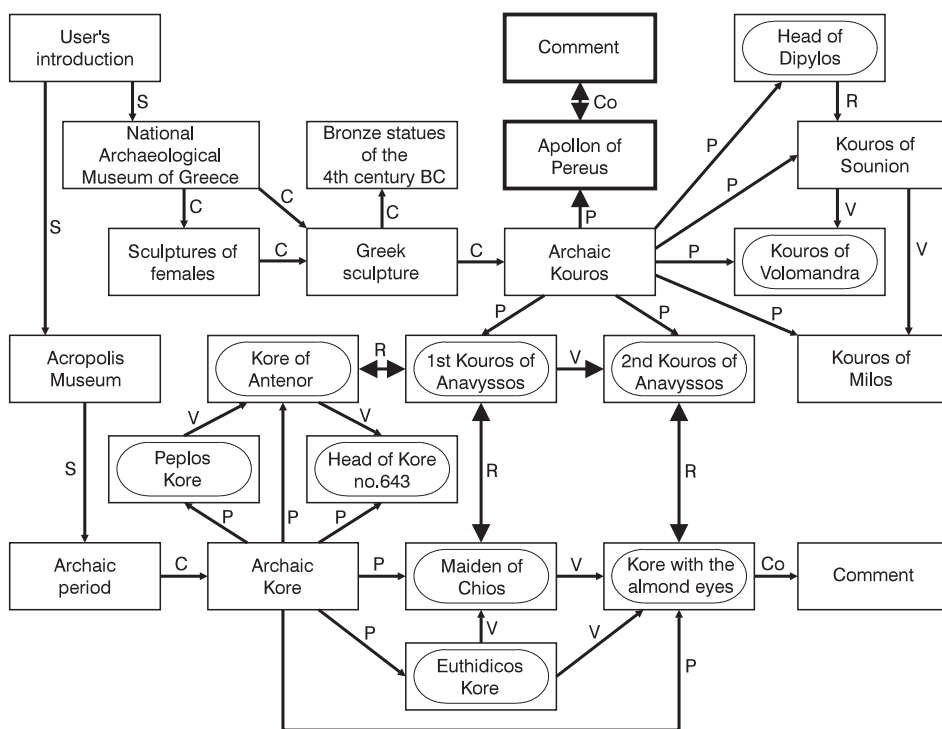 User's
introduction
Comment
Head of
Dipylos
S
Co
R
National
Archaeological
Museum of Greece
Bronze statues
of the
4th century BC
Apollon of
Pereus
P
Kouros of
Sounion
P
S
C
C
C
P
V
V
Sculptures of
females
C
Greek
sculpture
C
Archaic
Kouros
P
Kouros of
Volomandra
P
P
P
Acropolis
Museum
Kore of
Antenor
R
1st Kouros of
Anavyssos
V
2nd Kouros of
Anavyssos
Kouros of
Milos
V
V
S
Peplos
Kore
Head of Kore
no.643
R
R
P
P
P
Archaic
period
C
Archaic
Kore
P
Maiden of
Chios
V
Kore with the
almond eyes
Co
Comment
P
V
V
Euthidicos
Kore
P